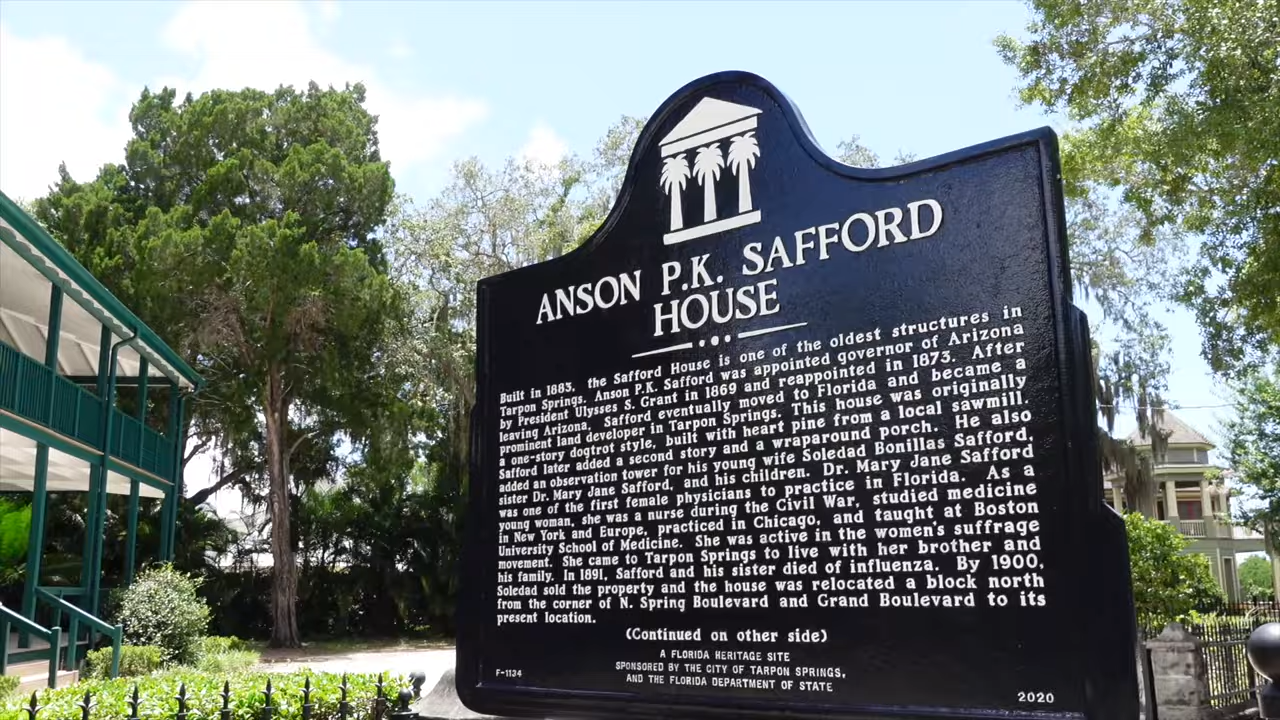 ANSON P.K. SAFFORD
HOUSE
Built in 1883, the Safford House is one of the oldest structures in
Tarpon Springs. Anson P.K. Safford was appointed governor of Arizona
by President Ulysses S. Grant in 1869 and reappointed in 1873. After
leaving Arizona, Safford eventually moved to Florida and became a
prominent land developer in Tarpon Springs. This house was originally
a one-story dogtrot style, built with heart pine from a local sawmill.
Safford later added a second story and a wraparound porch. He also
added an observation tower for his young wife Soledad Bonillas Safford,
sister Dr. Mary Jane Safford, and his children. Dr. Mary Jane Safford
was one of the first female physicians to practice in Florida. As a
young woman, she was a nurse during the Civil War, studied medicine
in New York and Europe, practiced in Chicago, and taught at Boston
University School of Medicine. She was active in the women's suffrage
movement. She came to Tarpon Springs to live with her brother and
his family. In 1891, Safford and his sister died of influenza. By 1900,
Soledad sold the property and the house was relocated a block north
from the corner of N. Spring Boulevard and Grand Boulevard to its
present location.
(Continued on other side)
A FLORIDA HERITAGE SITE
SPONSORED BY THE CITY OF TARPON SPRINGS,
AND THE FLORIDA DEPARTMENT OF STATE
F-1134
2020